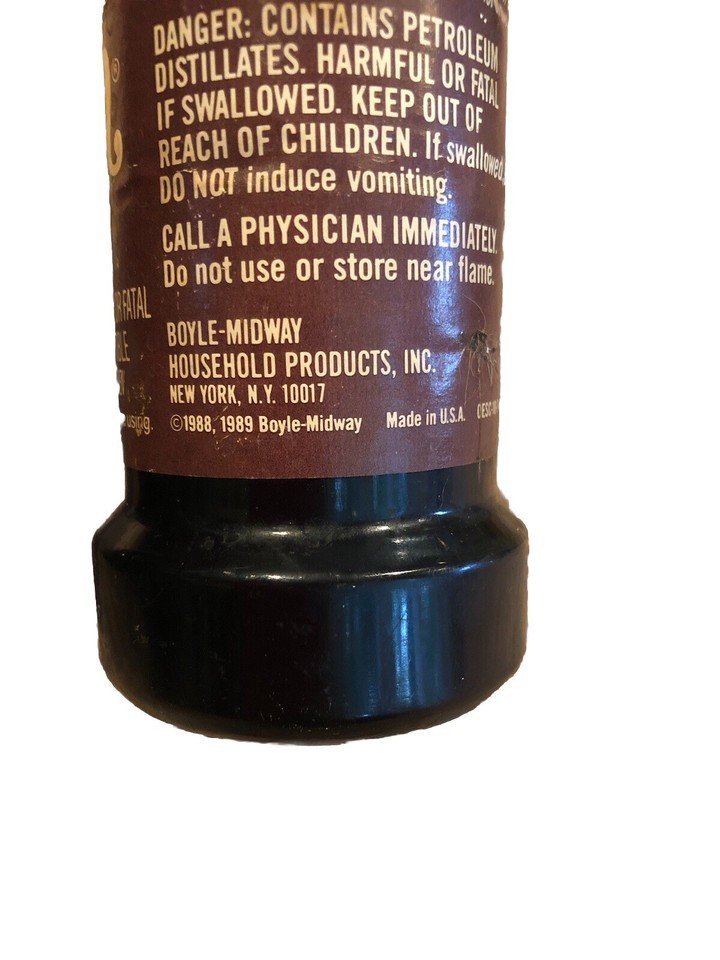 DANGER: CONTAINS PETROLEUM
DISTILLATES. HARMFUL OR FATAL
IF SWALLOWED. KEEP OUT OF
REACH OF CHILDREN. If swallowed,
DO NOT induce vomiting.
CALL A PHYSICIAN IMMEDIATELY.
Do not use or store near flame.
BOYLE-MIDWAY
HOUSEHOLD PRODUCTS, INC.
NEW YORK, N.Y. 10017
©1988, 1989 Boyle-Midway Made in U.S.A.
®
FATAL
using.